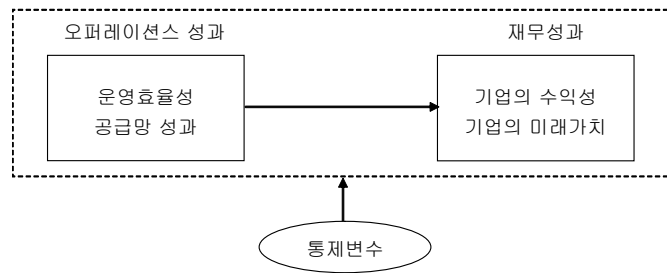 오퍼레이션스 성과
재무성과
운영효율성
공급망 성과
기업의 수익성
기업의 미래가치
통제변수